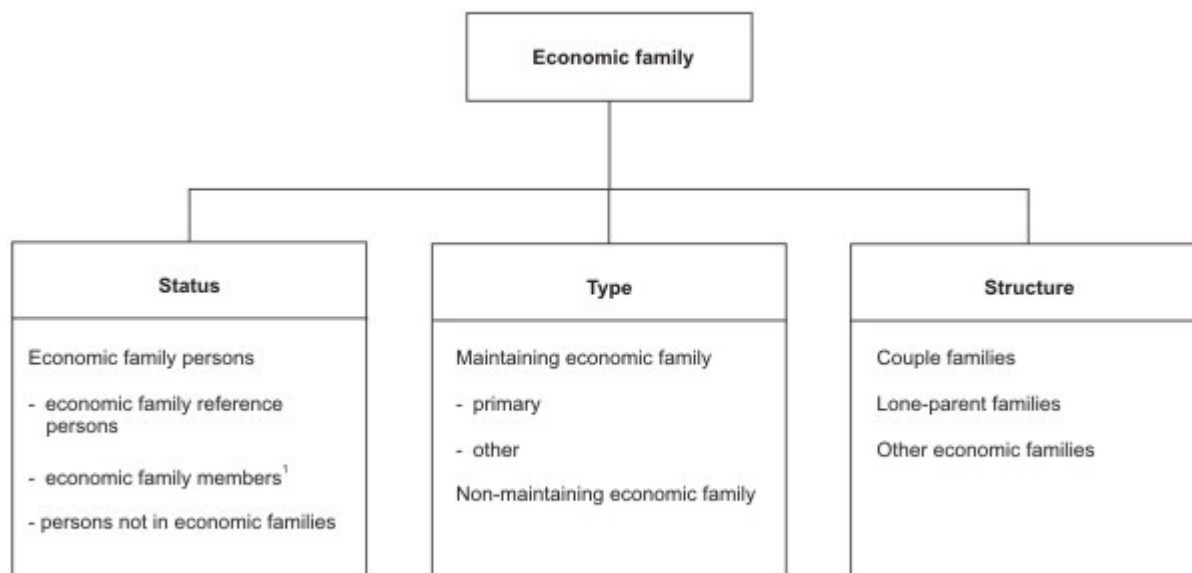 Economic family
Status
Economic family persons
- economic family reference
persons
- economic family members¹
- persons not in economic families
Type
Maintaining economic family
- primary
- other
Non-maintaining economic family
Structure
Couple families
Lone-parent families
Other economic families